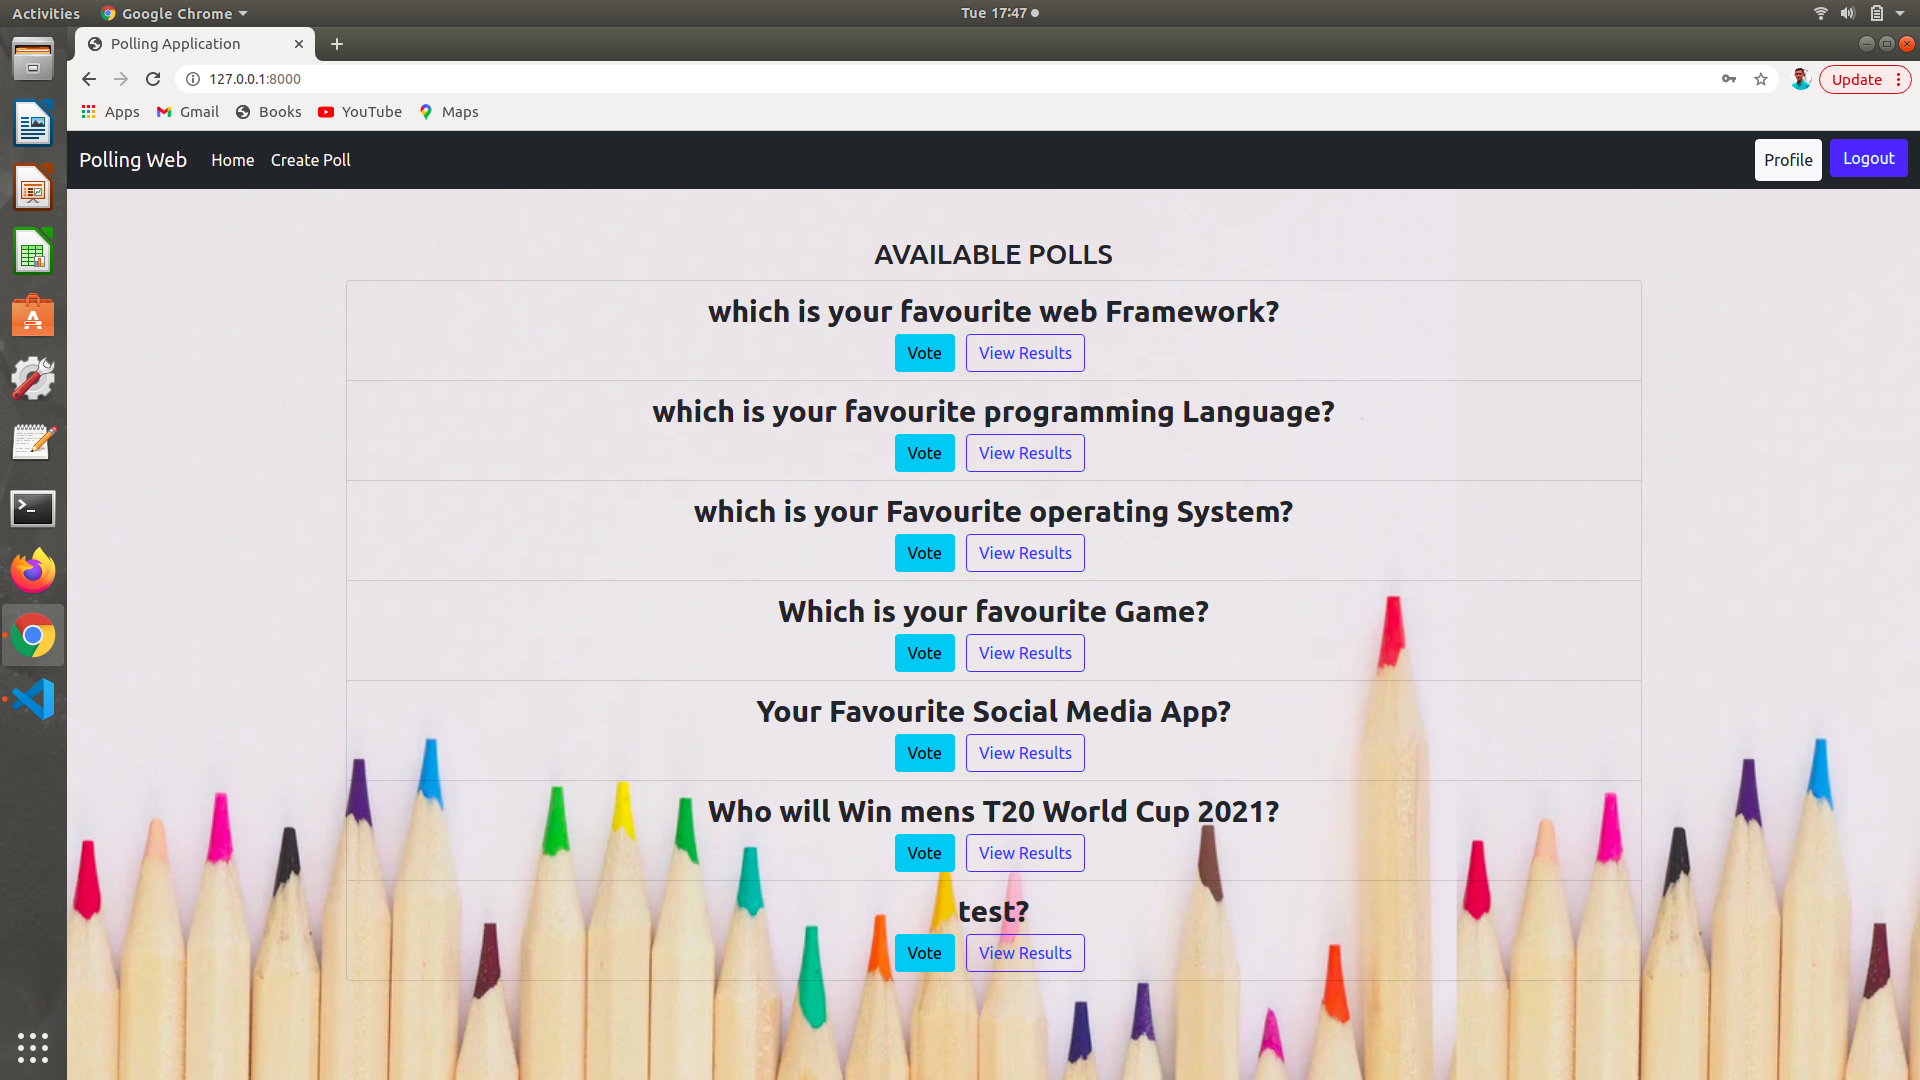 Activities Google Chrome Tue 17:47
Polling Application
127.0.0.1:8000 Update
Apps Gmail Books YouTube Maps
Polling Web Home Create Poll Profile Logout
AVAILABLE POLLS
which is your favourite web Framework?
Vote View Results
which is your favourite programming Language?
Vote View Results
which is your Favourite operating System?
Vote View Results
Which is your favourite Game?
Vote View Results
Your Favourite Social Media App?
Vote View Results
Who will Win mens T20 World Cup 2021?
Vote View Results
test?
Vote View Results